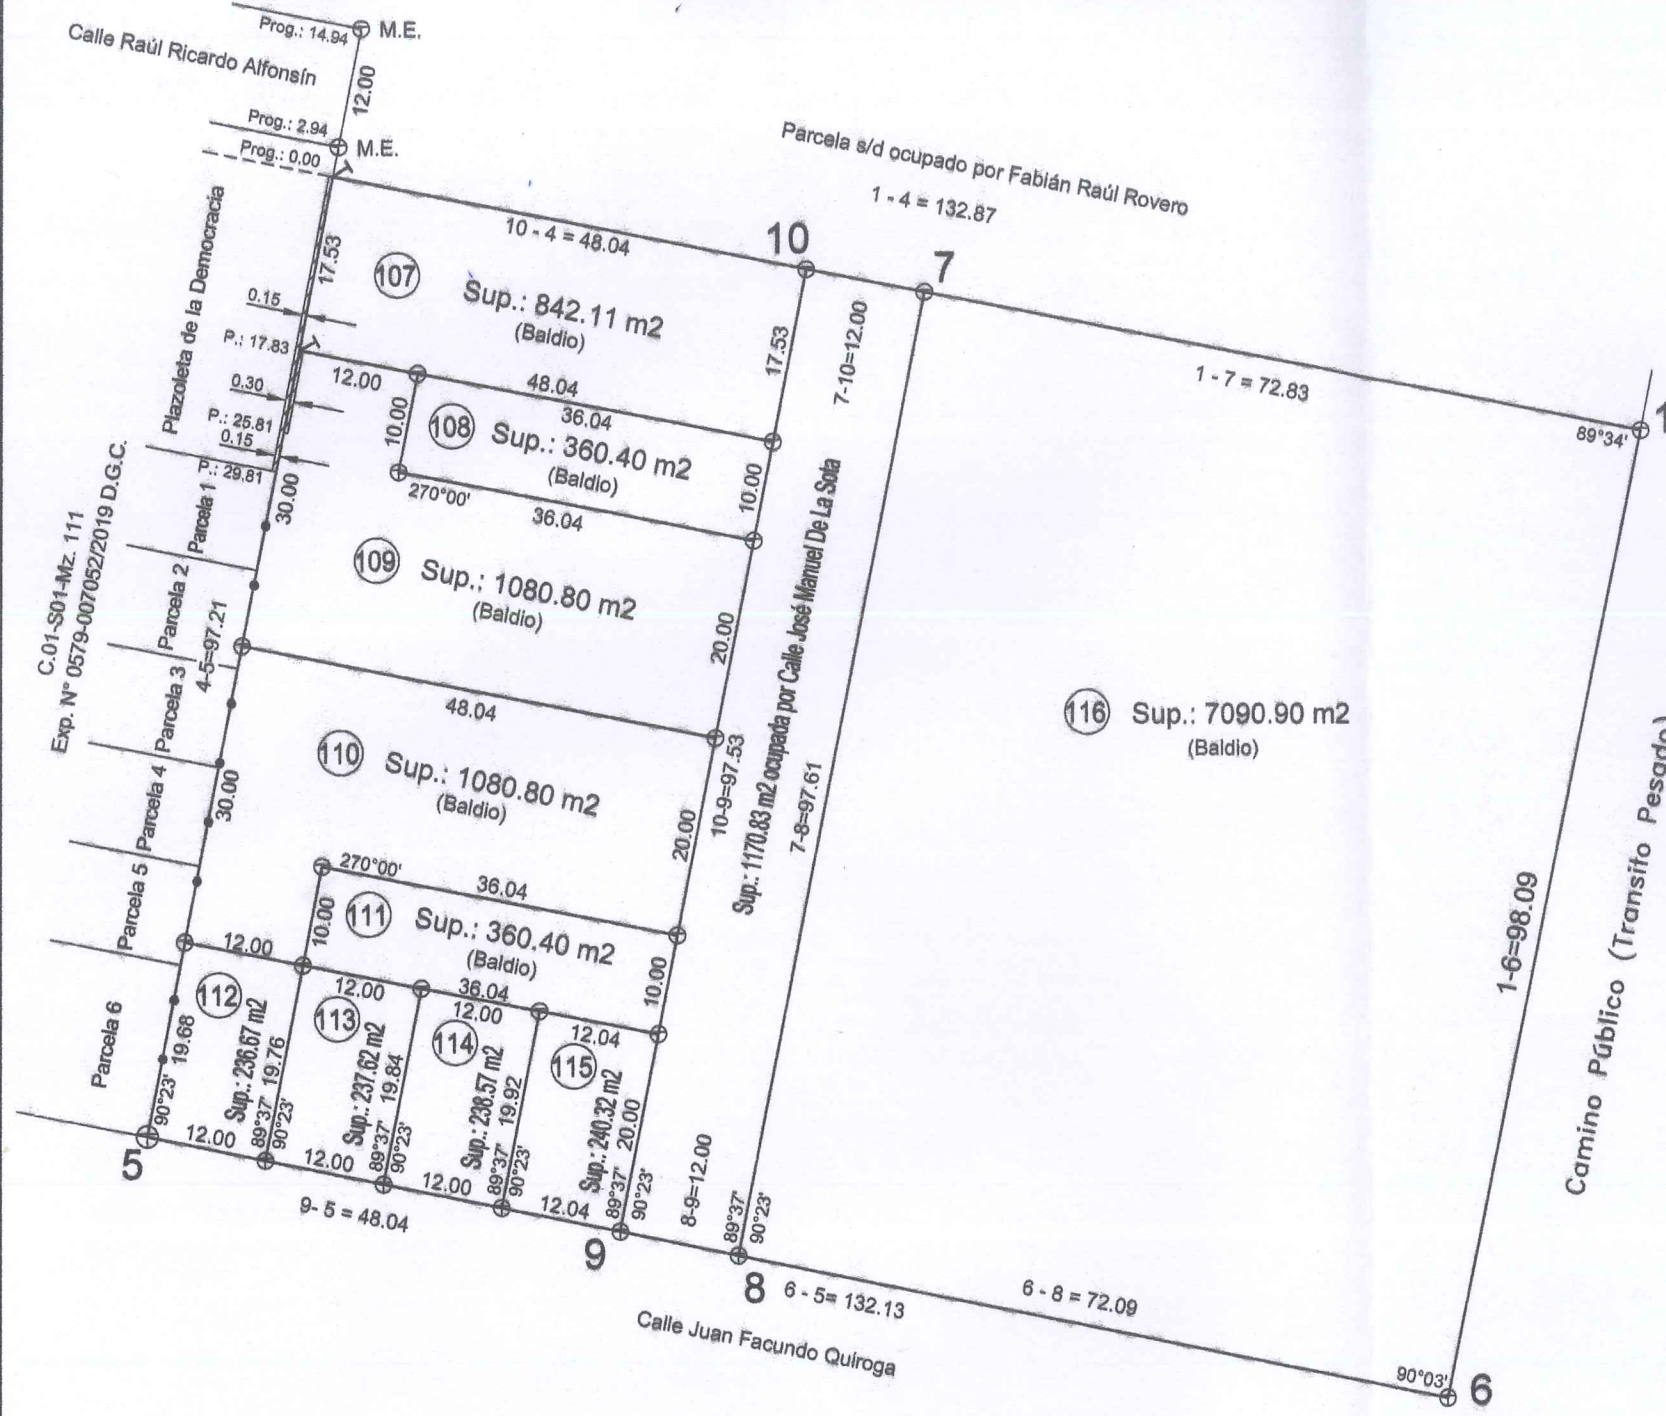 Prog.: 14.94
M.E.
Calle Raúl Ricardo Alfonsín
12.00
Prog.: 2.94
M.E.
Prog.: 0,00
Parcela s/d ocupado por Fabián Raúl Rovero
1 - 4 = 132.87
Plazoleta de la Democracia
17.53
10 - 4 = 48.04
10
7
107
Sup.: 842.11 m2
(Baldio)
0.15
P.: 17.83
0.30
P.: 25.81
0.15
P.: 29.81
17.53
7-10=12.00
1 - 7 = 72.83
1
89°34'
12.00
48.04
36.04
10.00
108
Sup.: 360.40 m2
(Baldio)
10.00
270°00'
36.04
30.00
C.01-S01-Mz. 111
Exp. N° 0579-0007052/2019 D.G.C.
Parcela 1
Parcela 2
Parcela 3
Parcela 4
Parcela 5
Parcela 6
4-5=97.21
109
Sup.: 1080.80 m2
(Baldio)
20.00
48.04
Sup.: 1170.83 m2 ocupada por Calle José Manuel De La Sota
10-9=97.53
7-8=97.61
116
Sup.: 7090.90 m2
(Baldio)
110
Sup.: 1080.80 m2
(Baldio)
30.00
20.00
270°00'
36.04
10.00
111
Sup.: 360.40 m2
(Baldio)
10.00
1-6=98.09
Camino Público (Transito Pesado)
12.00
12.00
36.04
12.00
12.04
112
Sup.: 236.67 m2
19.68
19.76
113
Sup.: 237.62 m2
19.84
114
Sup.: 238.57 m2
19.92
115
Sup.: 240.32 m2
20.00
90°23'
89°37'
90°23'
89°37'
90°23'
89°37'
90°23'
89°37'
90°23'
8-9=12.00
89°37'
90°23'
5
12.00
12.00
12.00
12.04
9- 5 = 48.04
9
8
6 - 5= 132.13
6 - 8 = 72.09
Calle Juan Facundo Quiroga
90°03'
6